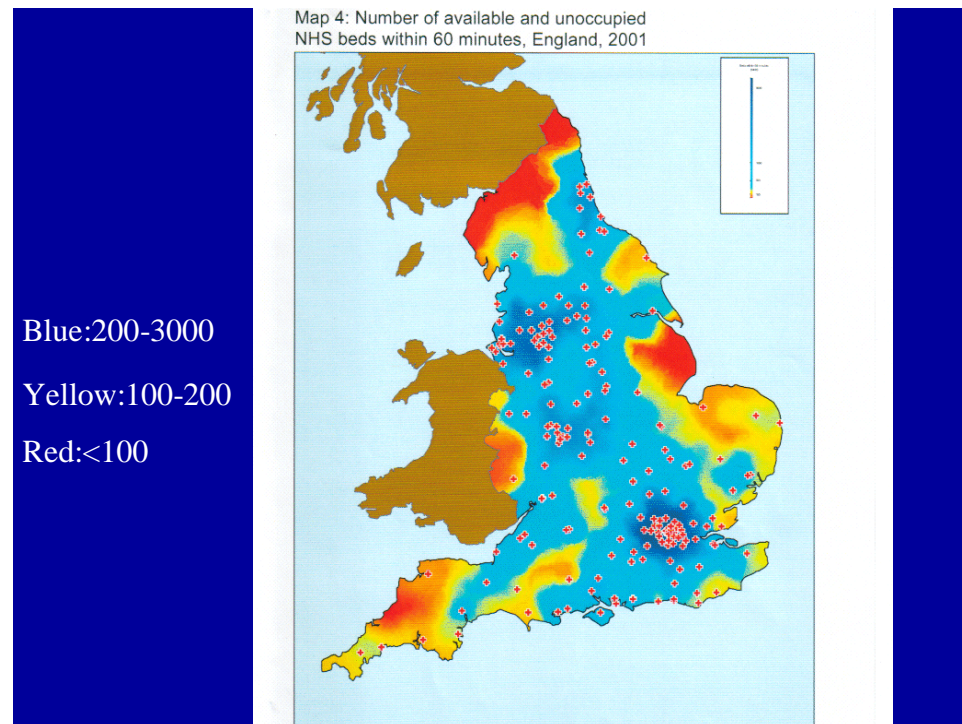 Map 4: Number of available and unoccupied
NHS beds within 60 minutes, England, 2001
Blue:200-3000
Yellow:100-200
Red:<100